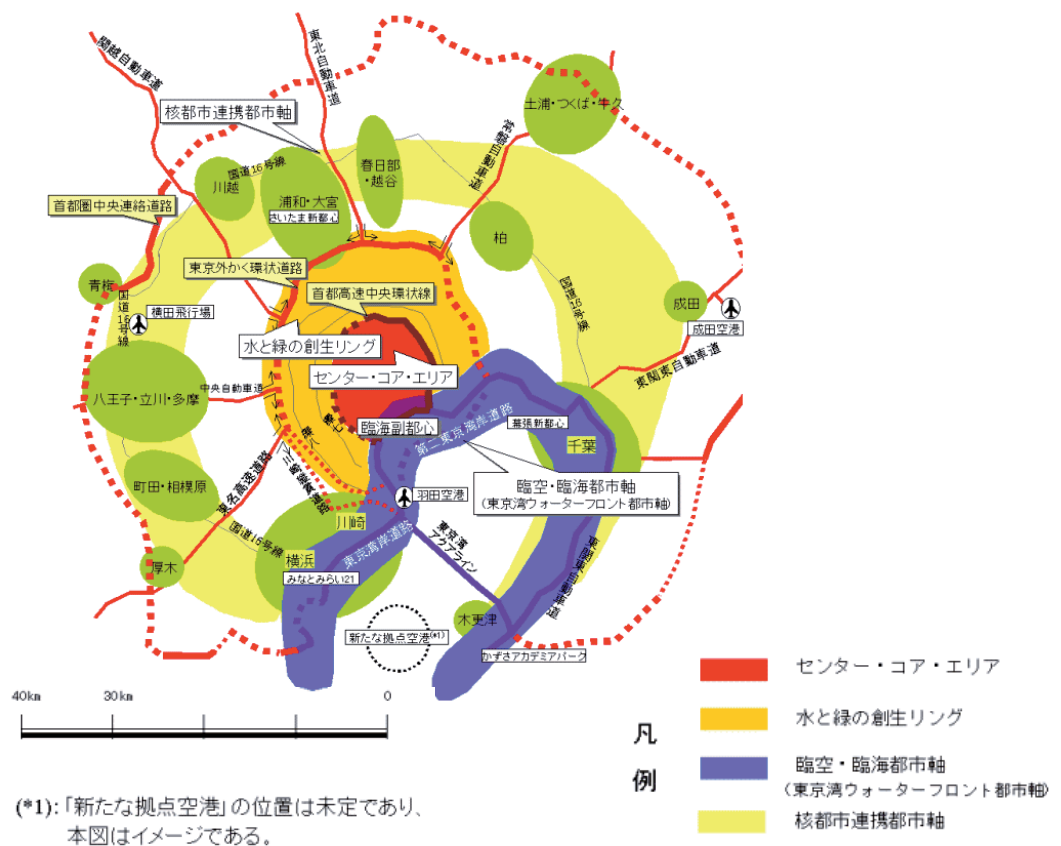 関越自動車道
東北自動車道
核都市連携都市軸
土浦・つくば・牛久
常磐自動車道
春日部
・越谷
国道16号線
川越
浦和・大宮
さいたま新都心
首都圏中央連絡道路
柏
東京外かく環状道路
青梅
国道16号線
国道16号線
首都高速中央環状線
成田
横田飛行場
成田空港
水と緑の創生リング
東関東自動車道
センター・コア・エリア
中央自動車道
八王子・立川・多摩
臨海副都心
幕張新都心
環七
環八
第二東京湾岸道路
千葉
川崎縦貫道路
東名高速道路
町田・相模原
臨空・臨海都市軸
(東京湾ウォーターフロント都市軸)
羽田空港
川崎
国道16号線
東京湾岸道路
東京湾
アクアライン
横浜
厚木
みなとみらい21
東関東自動車道
木更津
新たな拠点空港(*1)
かずさアカデミアパーク
40km
30km
0
凡
例
センター・コア・エリア
水と緑の創生リング
臨空・臨海都市軸
(東京湾ウォーターフロント都市軸)
核都市連携都市軸
(*1):「新たな拠点空港」の位置は未定であり、
本図はイメージである。